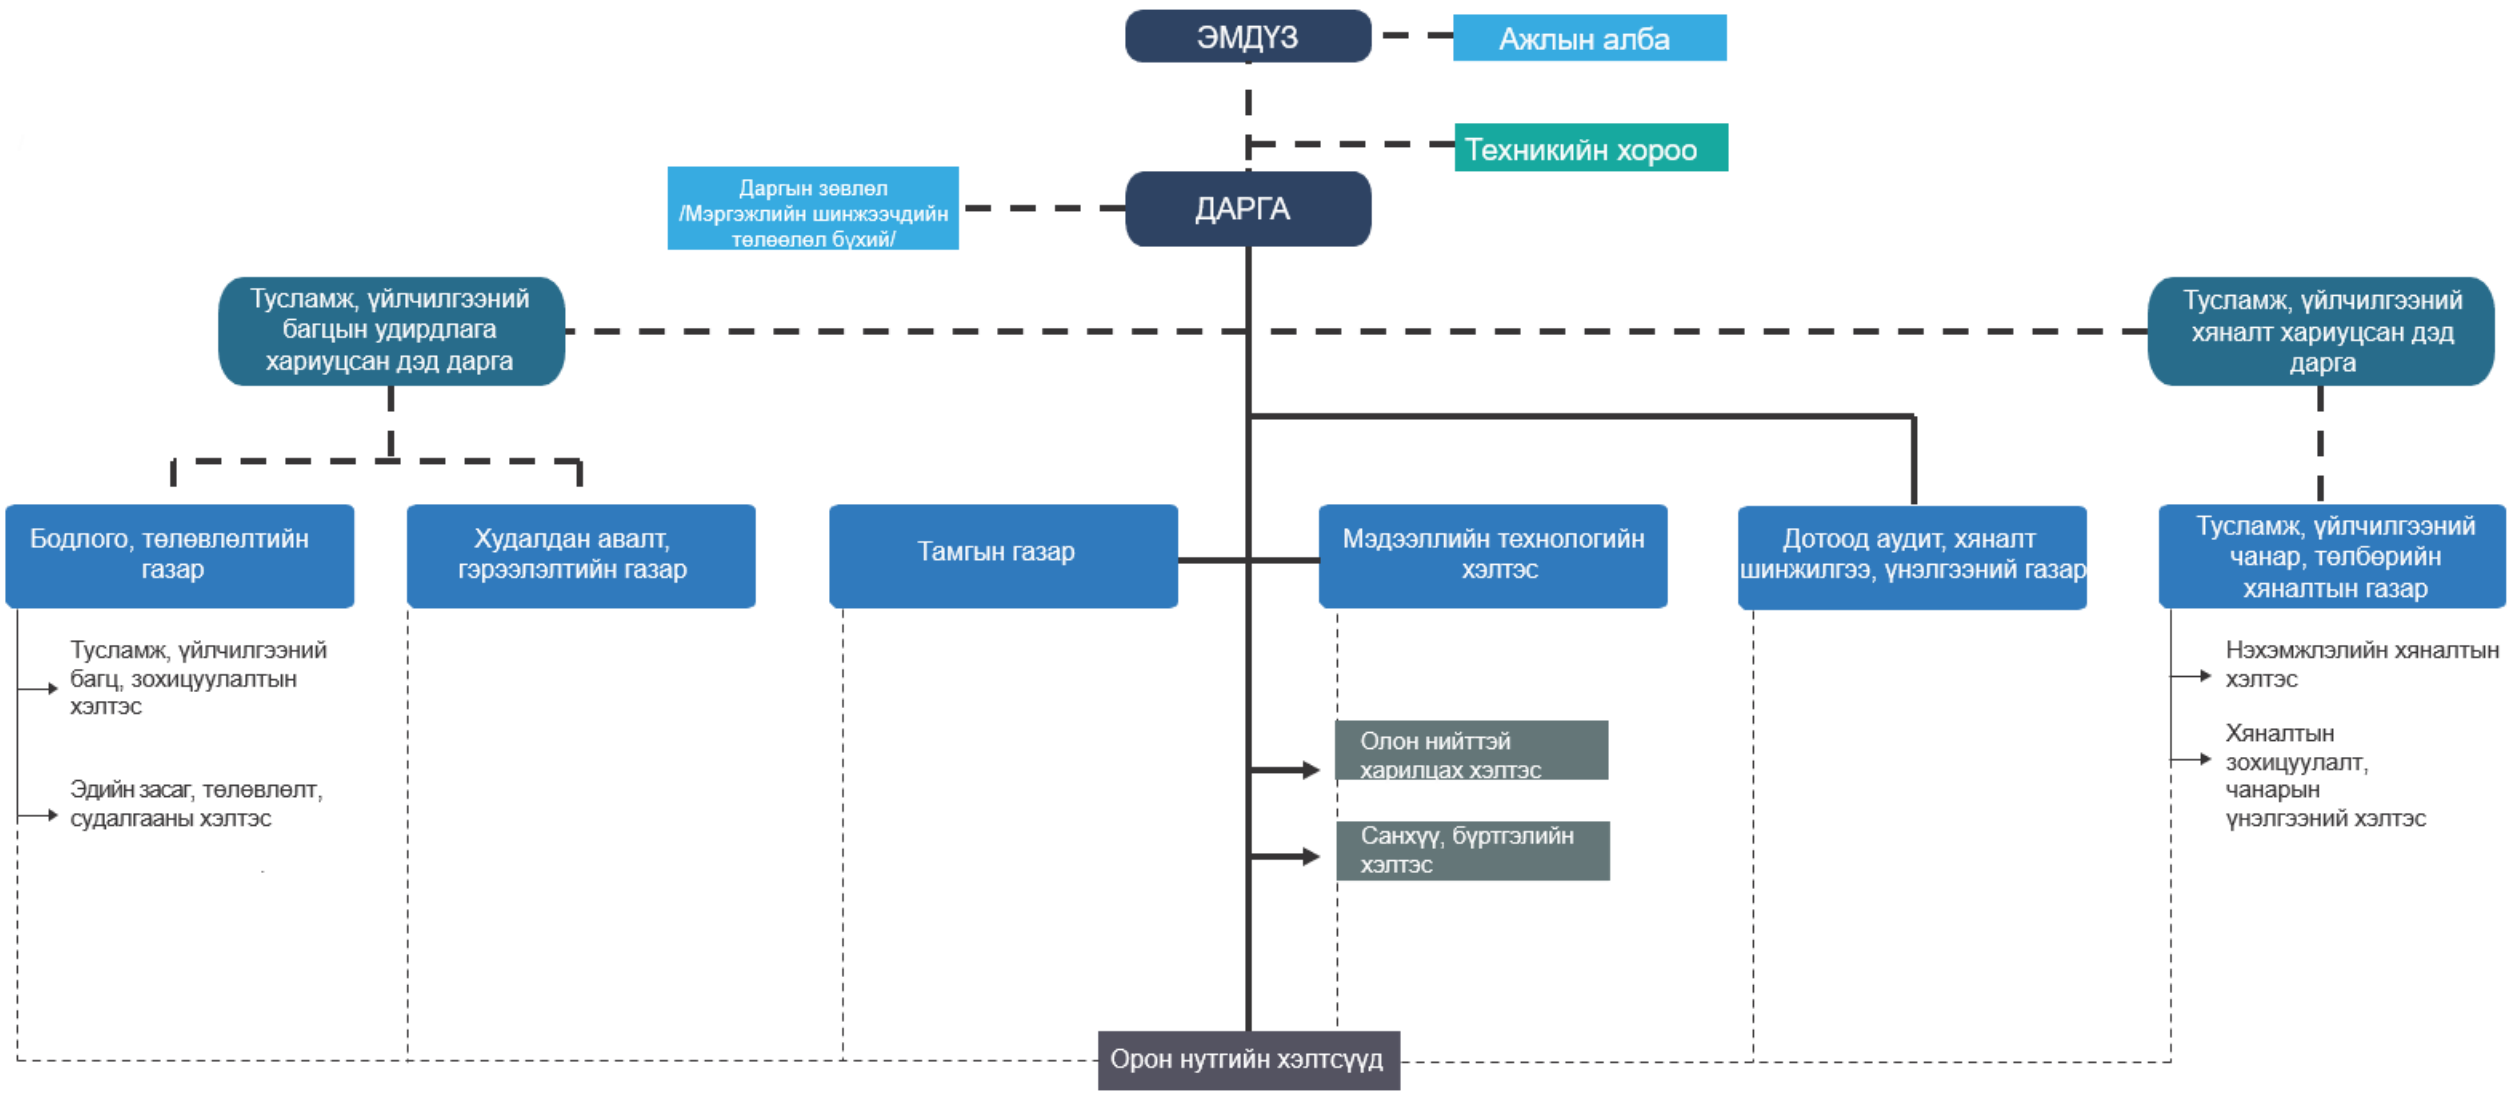 ЭМДҮЗ
Ажлын алба
Техникийн хороо
Даргын зөвлөл
/Мэргэжлийн шинжээчдийн
төлөөлөл бүхий/
ДАРГА
Тусламж, үйлчилгээний
багцын удирдлага
хариуцсан дэд дарга
Тусламж, үйлчилгээний
хяналт хариуцсан дэд
дарга
Бодлого, төлөвлөлтийн
газар
Худалдан авалт,
гэрээлэлтийн газар
Тамгын газар
Мэдээллийн технологийн
хэлтэс
Дотоод аудит, хяналт
шинжилгээ, үнэлгээний газар
Тусламж, үйлчилгээний
чанар, төлбөрийн
хяналтын газар
Тусламж, үйлчилгээний
багц, зохицуулалтын
хэлтэс
Эдийн засаг, төлөвлөлт,
судалгааны хэлтэс
Олон нийттэй
харилцах хэлтэс
Санхүү, бүртгэлийн
хэлтэс
Нэхэмжлэлийн хяналтын
хэлтэс
Хяналтын
зохицуулалт,
чанарын
үнэлгээний хэлтэс
Орон нутгийн хэлтсүүд